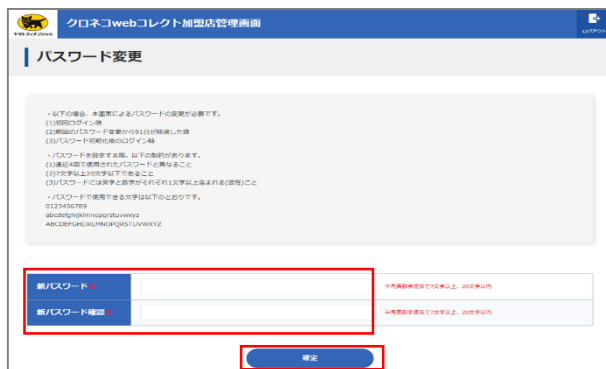 ヤマトフィナンシャル
クロネコwebコレクト加盟店管理画面
ログアウト
パスワード変更
・以下の場合、本画面によるパスワードの変更が必要です。
(1)初回ログイン時
(2)前回のパスワード変更から91日が経過した時
(3)パスワード初期化後のログイン時
・パスワードを設定する際、以下の制約があります。
(1)直近4回で使用されたパスワードと異なること
(2)7文字以上20文字以下であること
(3)パスワードには英字と数字がそれぞれ1文字以上含まれる(混在)こと
・パスワードで使用できる文字は以下のとおりです。
0123456789
abcdefghijklmnopqrstuvwxyz
ABCDEFGHIJKLMNOPQRSTUVWXYZ
新パスワード※
半角英数字混在で7文字以上、20文字以内
新パスワード確認※
半角英数字混在で7文字以上、20文字以内
確定